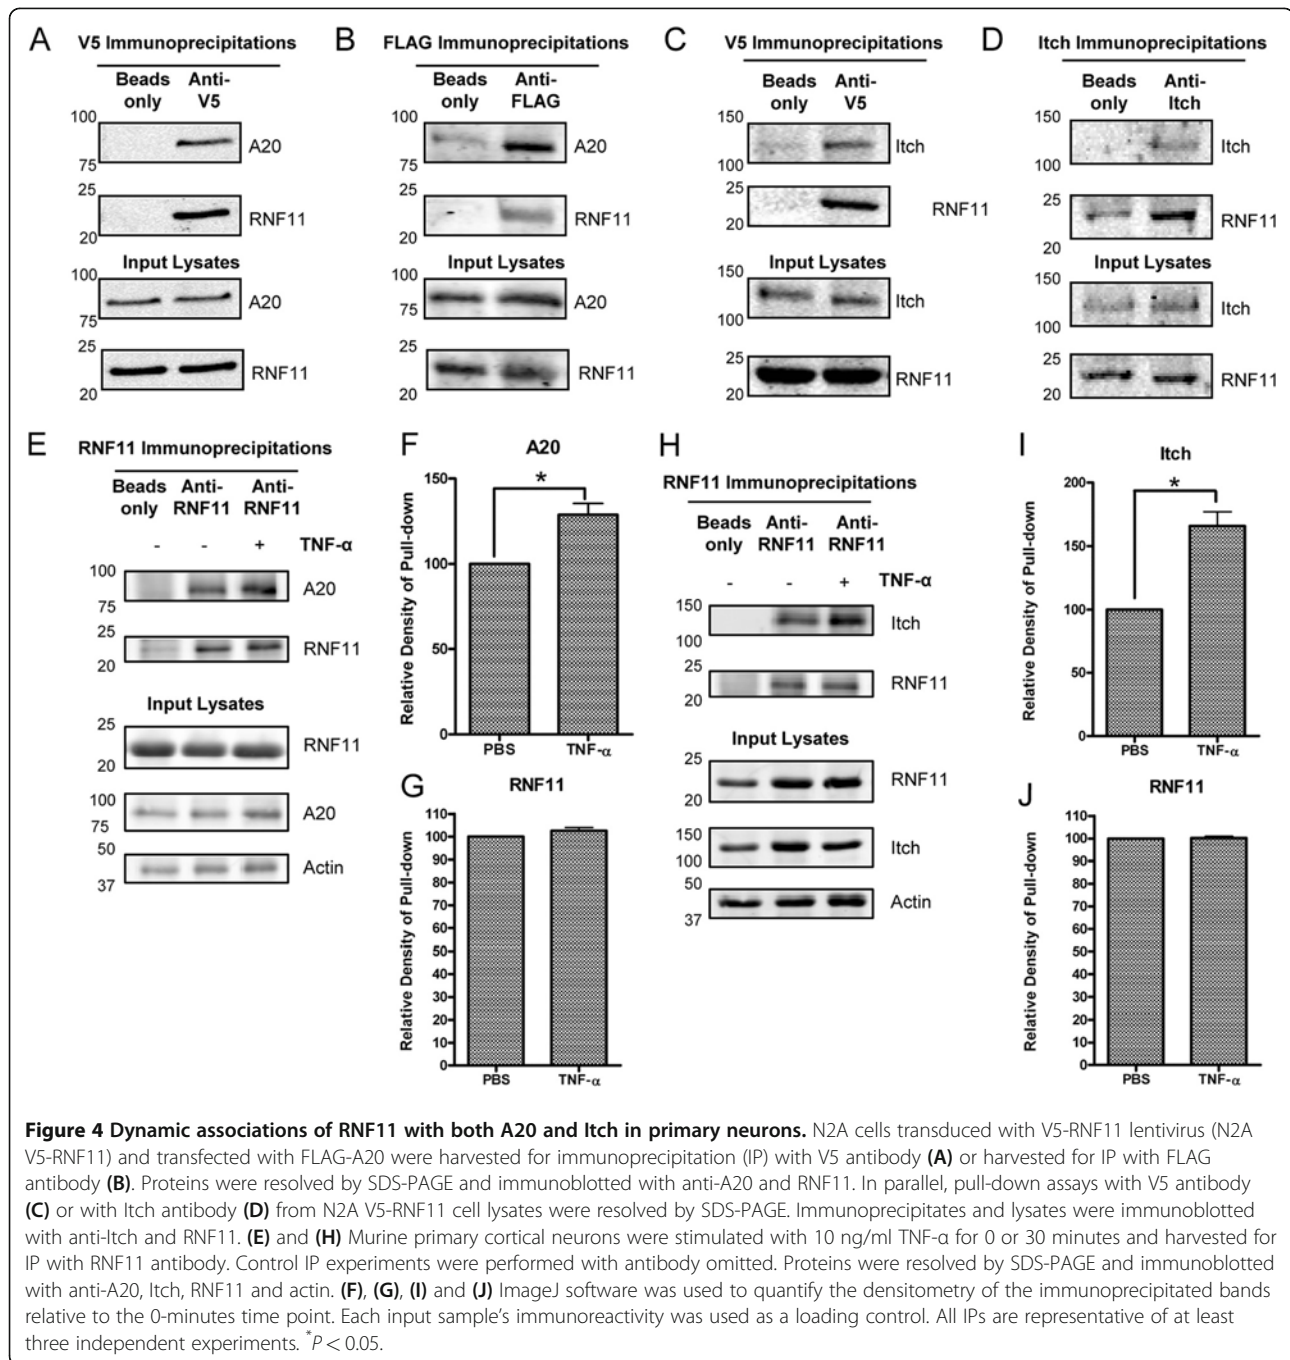 A V5 Immunoprecipitations
Beads only Anti-V5
100
75
A20
25
20
RNF11
Input Lysates
100
75
A20
25
20
RNF11
B FLAG Immunoprecipitations
Beads only Anti-FLAG
100
75
A20
25
20
RNF11
Input Lysates
100
75
A20
25
20
RNF11
C V5 Immunoprecipitations
Beads only Anti-V5
150
100
Itch
25
20
RNF11
Input Lysates
150
100
Itch
25
20
RNF11
D Itch Immunoprecipitations
Beads only Anti-Itch
150
100
Itch
25
20
RNF11
Input Lysates
150
100
Itch
25
20
RNF11
E RNF11 Immunoprecipitations
Beads only Anti-RNF11 Anti-RNF11
- - + TNF-α
100
75
A20
25
20
RNF11
Input Lysates
25
20
RNF11
100
75
A20
50
37
Actin
F A20
Relative Density of Pull-down
150
100
50
0
*
PBS TNF-α
G RNF11
Relative Density of Pull-down
110
100
90
80
70
60
50
40
30
20
10
0
PBS TNF-α
H RNF11 Immunoprecipitations
Beads only Anti-RNF11 Anti-RNF11
- - + TNF-α
150
100
Itch
25
20
RNF11
Input Lysates
25
20
RNF11
150
100
Itch
50
37
Actin
I Itch
Relative Density of Pull-down
200
150
100
50
0
*
PBS TNF-α
J RNF11
Relative Density of Pull-down
110
100
90
80
70
60
50
40
30
20
10
0
PBS TNF-α
Figure 4 Dynamic associations of RNF11 with both A20 and Itch in primary neurons. N2A cells transduced with V5-RNF11 lentivirus (N2A
V5-RNF11) and transfected with FLAG-A20 were harvested for immunoprecipitation (IP) with V5 antibody (A) or harvested for IP with FLAG
antibody (B). Proteins were resolved by SDS-PAGE and immunoblotted with anti-A20 and RNF11. In parallel, pull-down assays with V5 antibody
(C) or with Itch antibody (D) from N2A V5-RNF11 cell lysates were resolved by SDS-PAGE. Immunoprecipitates and lysates were immunoblotted
with anti-Itch and RNF11. (E) and (H) Murine primary cortical neurons were stimulated with 10 ng/ml TNF-α for 0 or 30 minutes and harvested for
IP with RNF11 antibody. Control IP experiments were performed with antibody omitted. Proteins were resolved by SDS-PAGE and immunoblotted
with anti-A20, Itch, RNF11 and actin. (F), (G), (I) and (J) ImageJ software was used to quantify the densitometry of the immunoprecipitated bands
relative to the 0-minutes time point. Each input sample's immunoreactivity was used as a loading control. All IPs are representative of at least
three independent experiments. *P < 0.05.